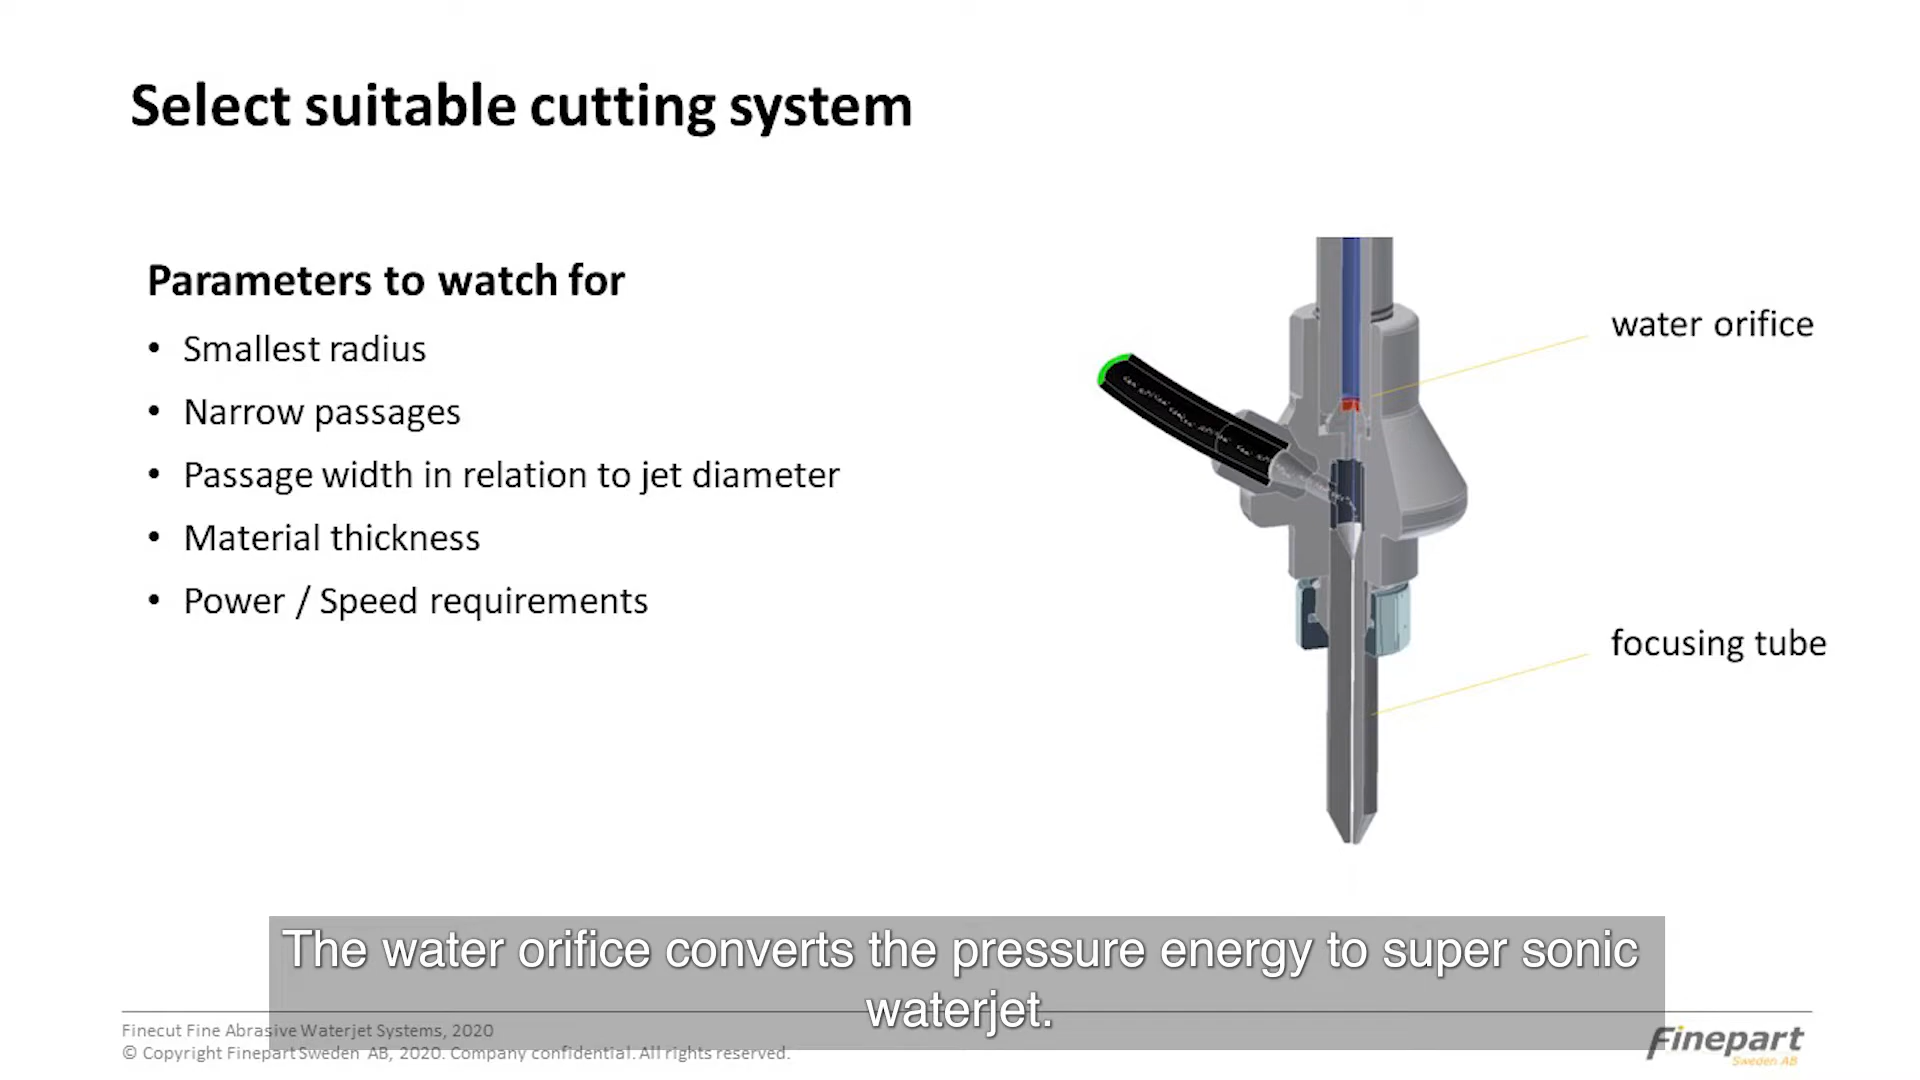 Select suitable cutting system
Parameters to watch for
• Smallest radius
• Narrow passages
• Passage width in relation to jet diameter
• Material thickness
• Power / Speed requirements
water orifice
focusing tube
The water orifice converts the pressure energy to super sonic
waterjet.
Finecut Fine Abrasive Waterjet Systems, 2020
© Copyright Finepart Sweden AB, 2020. Company confidential. All rights reserved.
Finepart
Sweden AB